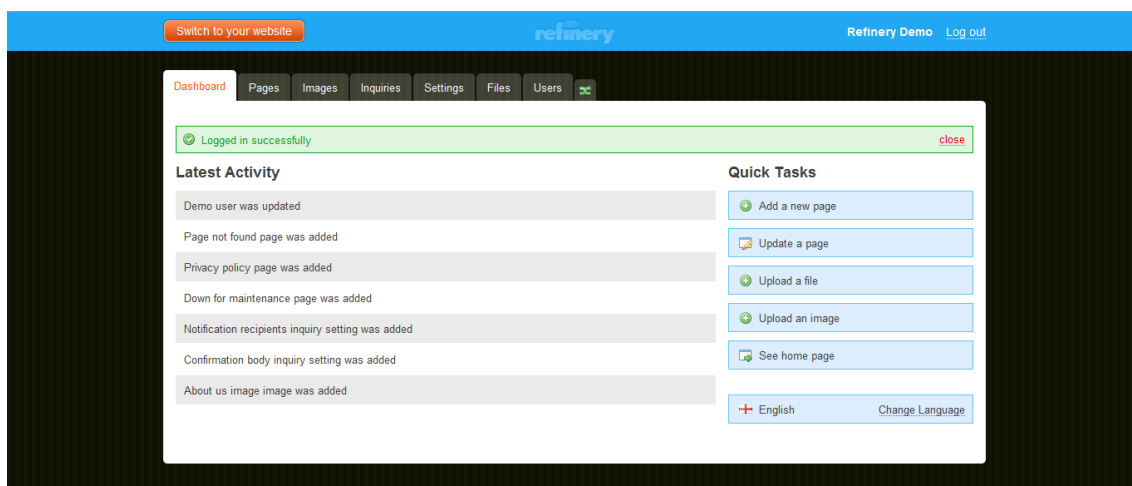 Switch to your website
refinery
Refinery Demo Log out
Dashboard Pages Images Inquiries Settings Files Users
Logged in successfully close
Latest Activity
Demo user was updated
Page not found page was added
Privacy policy page was added
Down for maintenance page was added
Notification recipients inquiry setting was added
Confirmation body inquiry setting was added
About us image image was added
Quick Tasks
Add a new page
Update a page
Upload a file
Upload an image
See home page
English Change Language